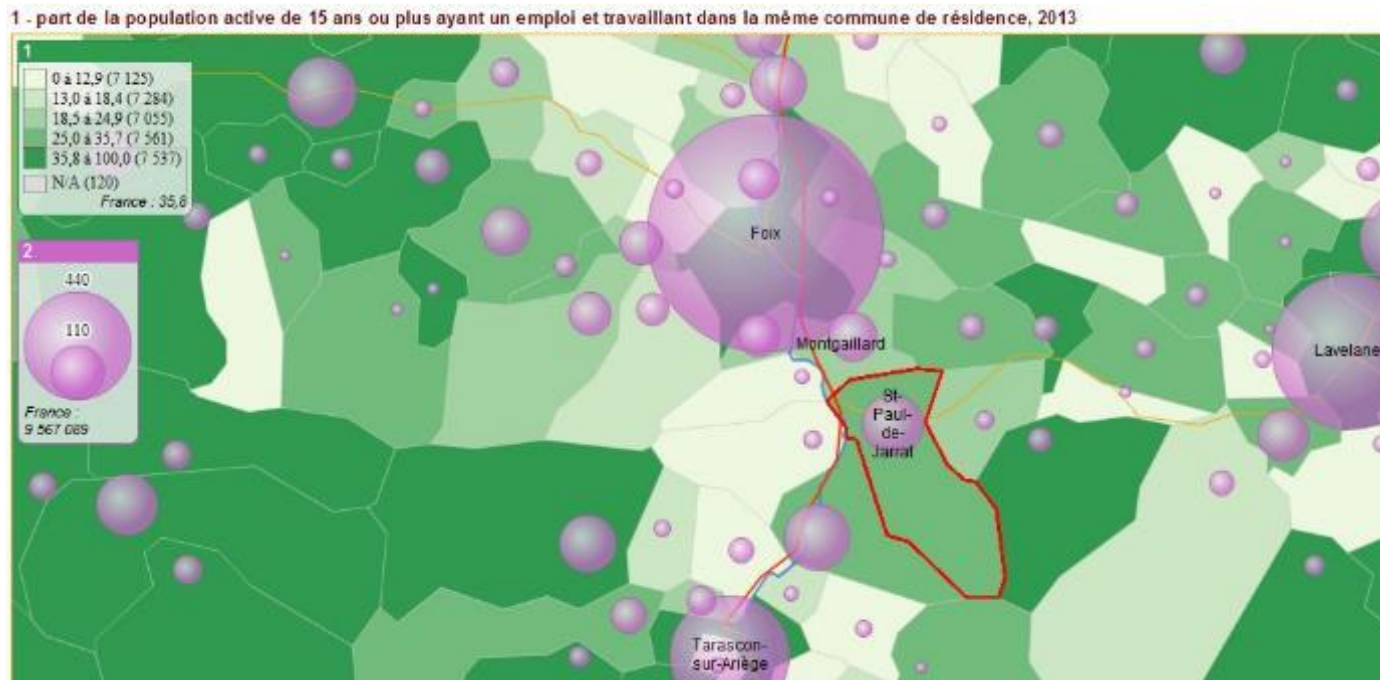 1 - part de la population active de 15 ans ou plus ayant un emploi et travaillant dans la même commune de résidence, 2013
1
0 à 12,9 (7 125)
13,0 à 18,4 (7 284)
18,5 à 24,9 (7 055)
25,0 à 35,7 (7 561)
35,8 à 100,0 (7 537)
N/A (120)
France : 35,8
2
440
110
France :
9 567 089
Foix
Montgaillard
Lavelane
St-
Paul-
de-
Jarrat
Tarascon-
sur-Ariège